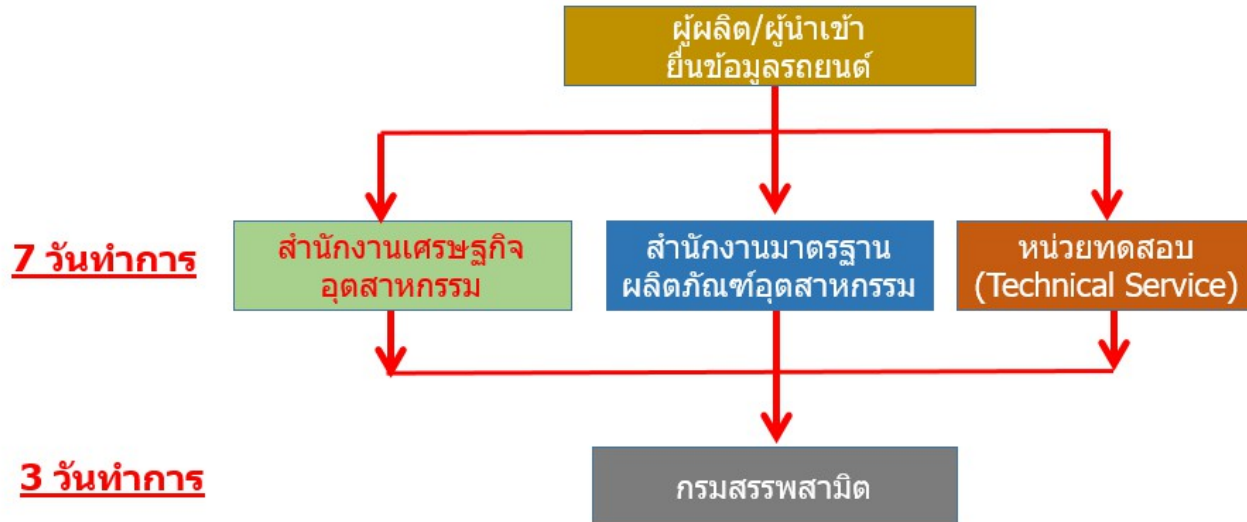 ผู้ผลิต/ผู้นำเข้า
ยื่นข้อมูลรถยนต์
7 วันทำการ
สำนักงานเศรษฐกิจ
อุตสาหกรรม
สำนักงานมาตรฐาน
ผลิตภัณฑ์อุตสาหกรรม
หน่วยทดสอบ
(Technical Service)
3 วันทำการ
กรมสรรพสามิต